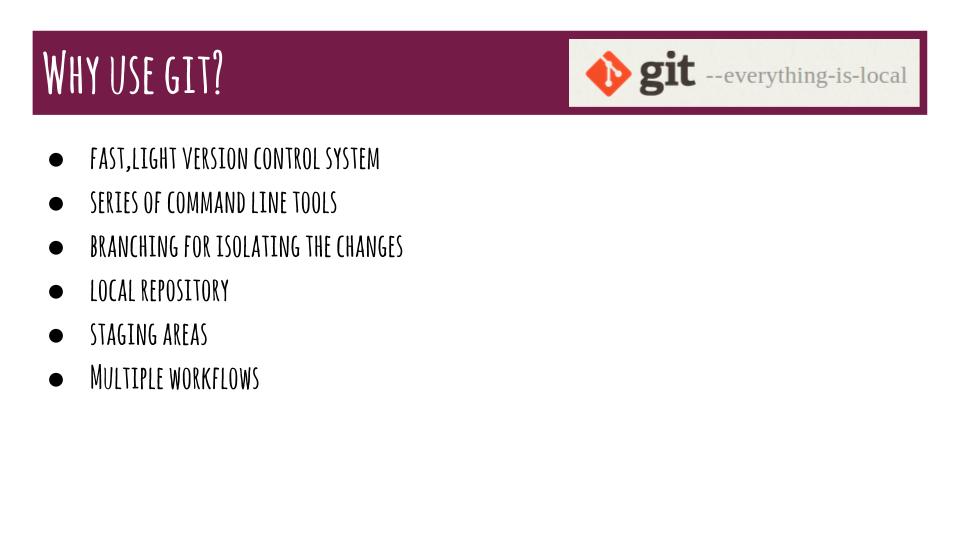 Why use git?
git --everything-is-local
● fast,light version control system
● series of command line tools
● branching for isolating the changes
● local repository
● staging areas
● Multiple workflows